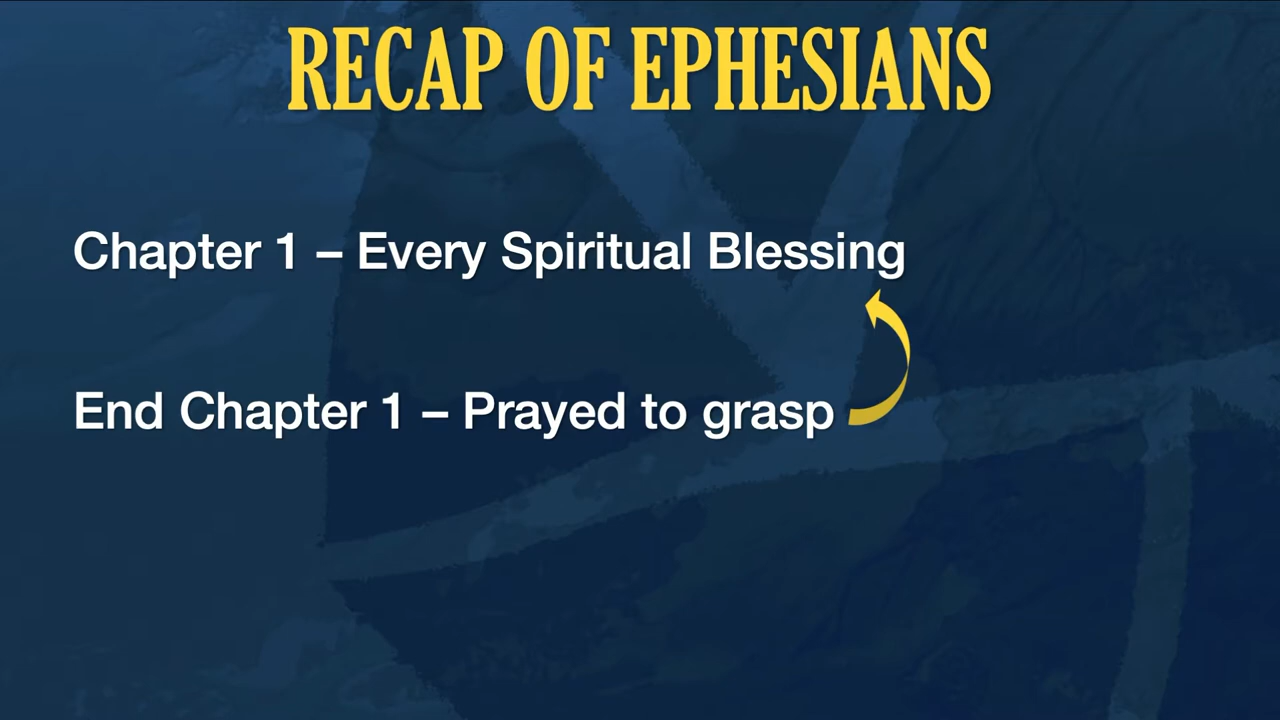 RECAP OF EPHESIANS
Chapter 1 – Every Spiritual Blessing
End Chapter 1 – Prayed to grasp